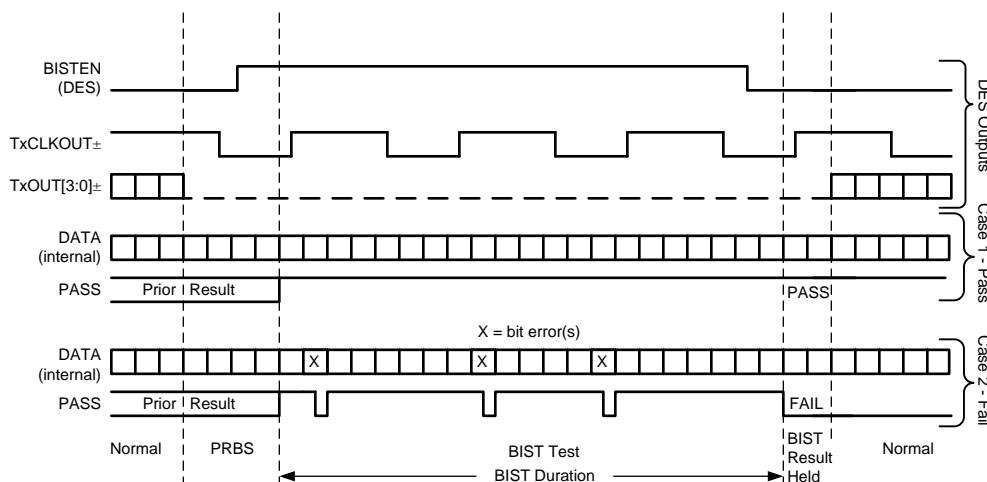 BISTEN
(DES)
TxCLKOUT±
TxOUT[3:0]±
DES Outputs
DATA
(internal)
PASS
Prior Result
PASS
Case 1 - Pass
X = bit error(s)
DATA
(internal)
X
X
X
PASS
Prior Result
FAIL
Case 2 - Fail
Normal
PRBS
BIST Test
BIST Duration
BIST
Result
Held
Normal